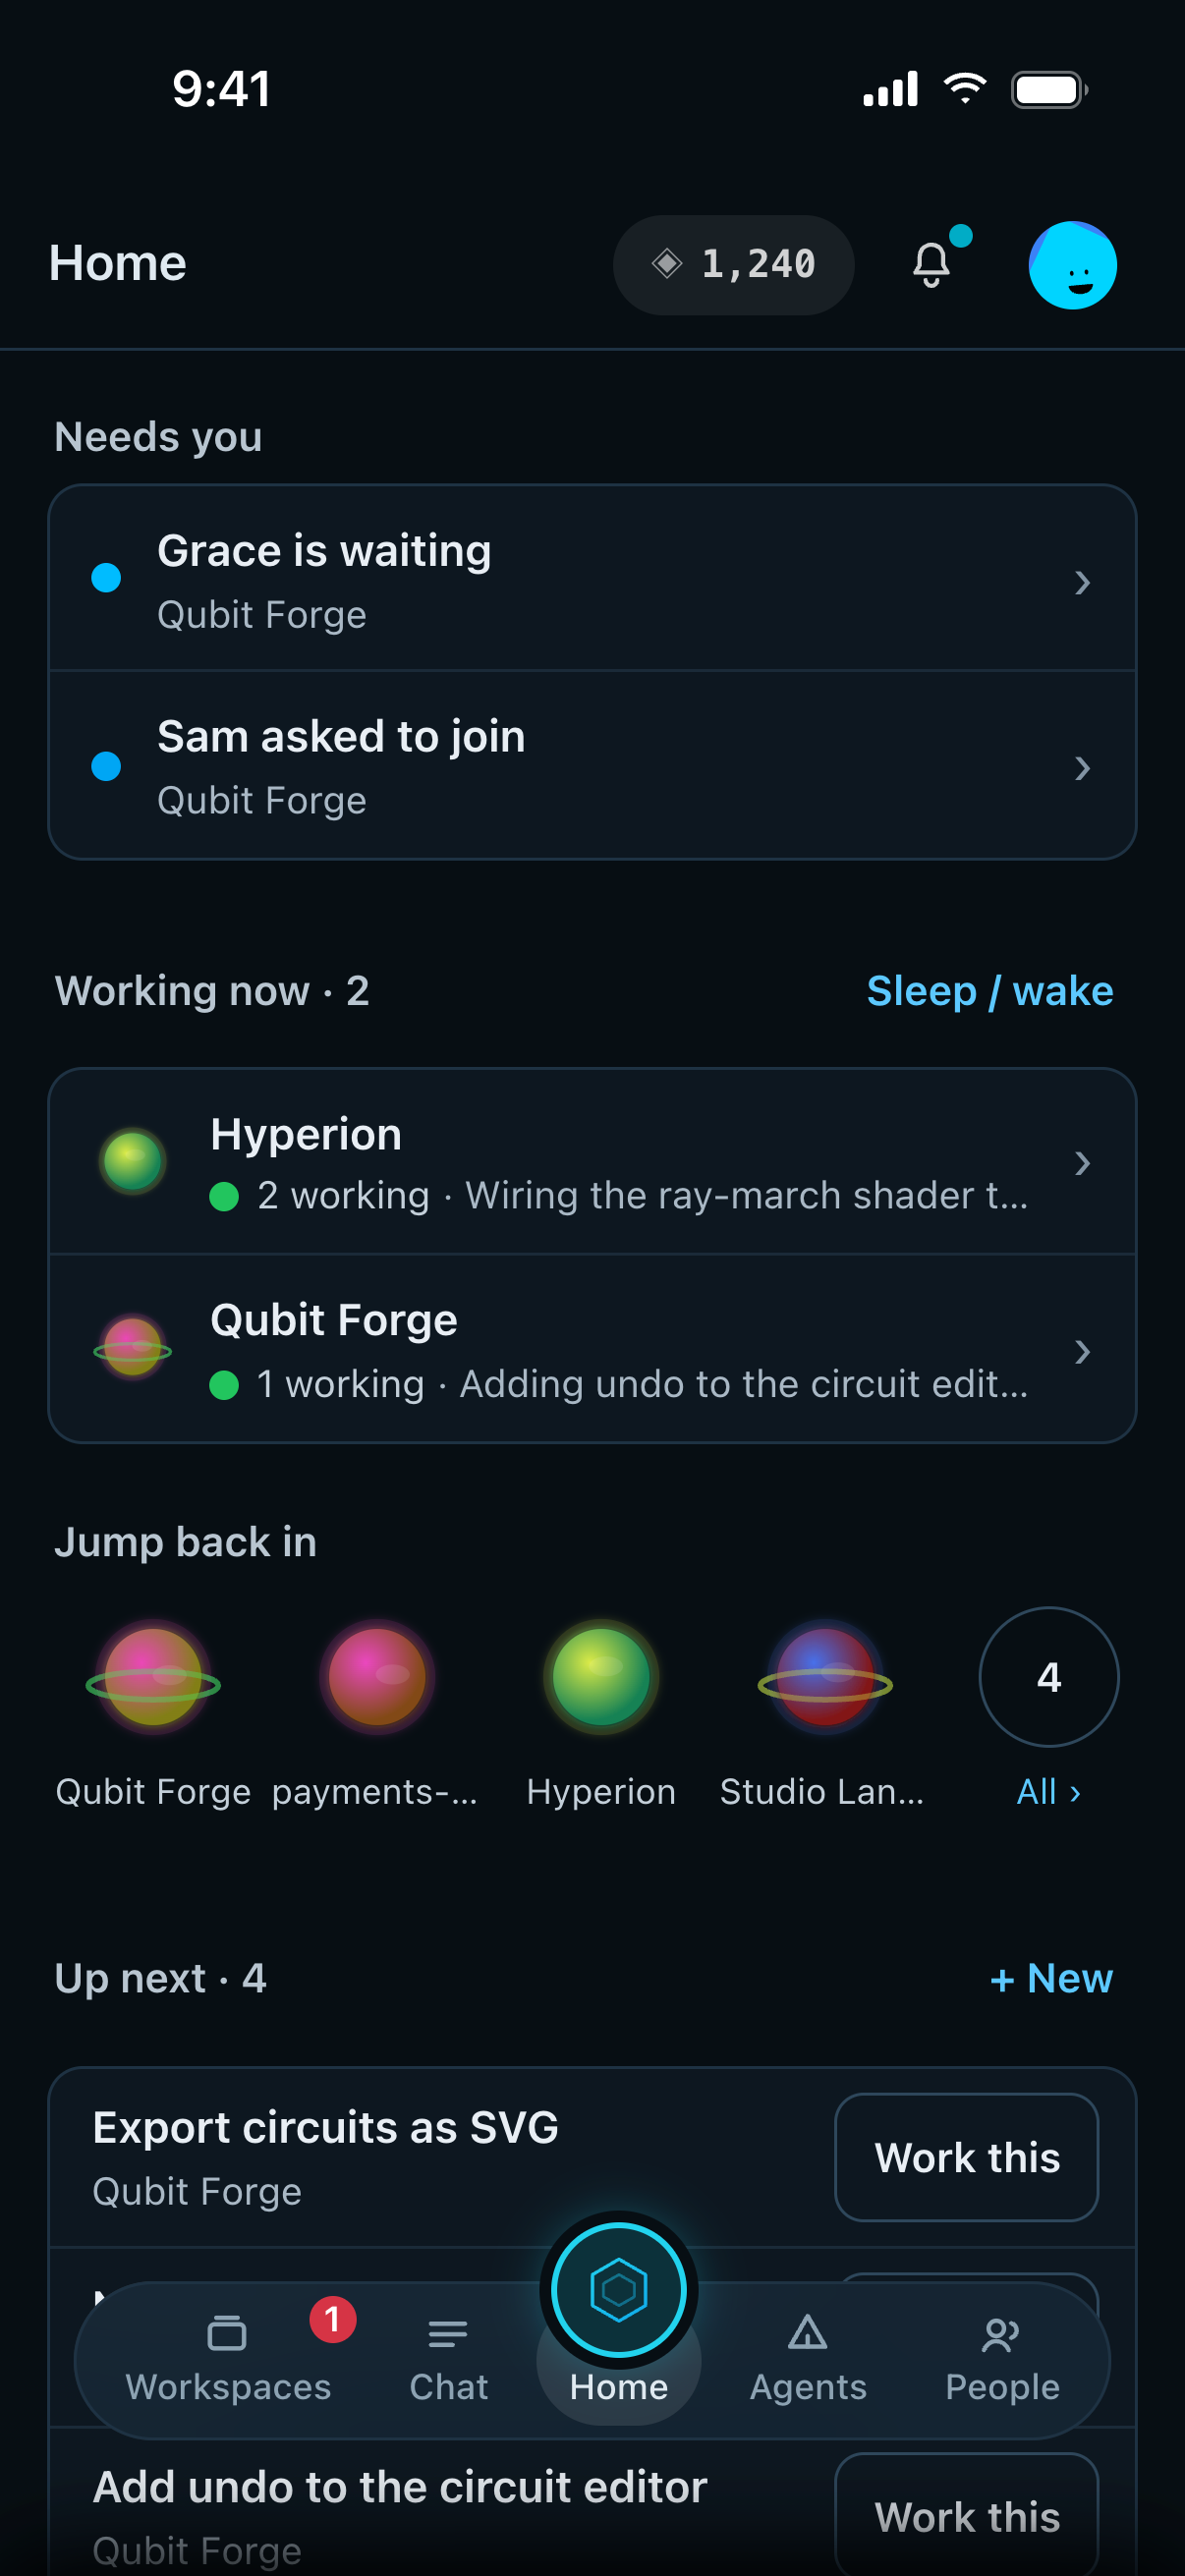 9:41
Home
1,240
Needs you
Grace is waiting
Qubit Forge
›
Sam asked to join
Qubit Forge
›
Working now · 2
Sleep / wake
Hyperion
2 working · Wiring the ray-march shader t...
›
Qubit Forge
1 working · Adding undo to the circuit edit...
›
Jump back in
4
Qubit Forge
payments-...
Hyperion
Studio Lan...
All ›
Up next · 4
+ New
Export circuits as SVG
Qubit Forge
Work this
1
Workspaces
Chat
Home
Agents
People
Add undo to the circuit editor
Qubit Forge
Work this